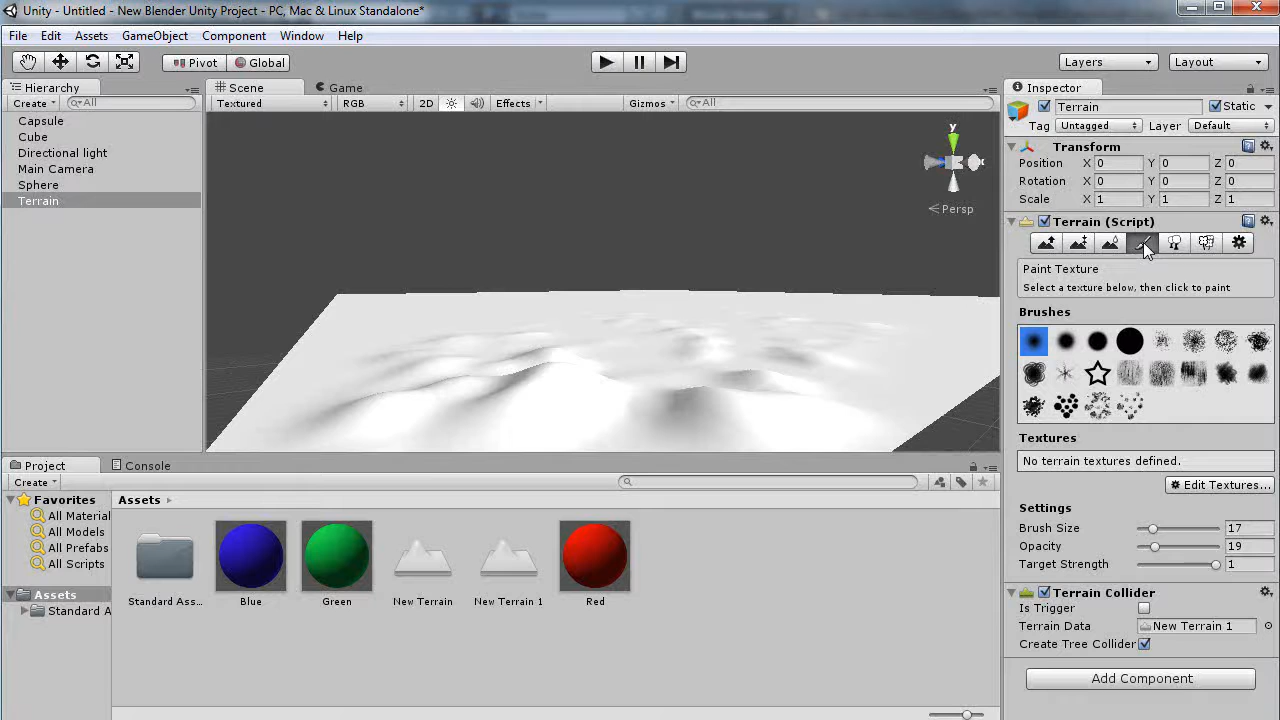 Unity - Untitled - New Blender Unity Project - PC, Mac & Linux Standalone*
File Edit Assets GameObject Component Window Help
Pivot Global Layers Layout
Hierarchy
Create All
Capsule
Cube
Directional light
Main Camera
Sphere
Terrain
Scene Game
Textured RGB 2D Effects Gizmos All
y
x
Persp
Inspector
Terrain Static
Tag Untagged Layer Default
Transform
Position X 0 Y 0 Z 0
Rotation X 0 Y 0 Z 0
Scale X 1 Y 1 Z 1
Terrain (Script)
Paint Texture
Select a texture below, then click to paint
Brushes
Textures
No terrain textures defined.
Edit Textures...
Settings
Brush Size 17
Opacity 19
Target Strength 1
Terrain Collider
Is Trigger
Terrain Data New Terrain 1
Create Tree Collider
Add Component
Project Console
Create
Favorites
All Material
All Models
All Prefabs
All Scripts
Assets
Standard A
Assets
Standard Ass... Blue Green New Terrain New Terrain 1 Red